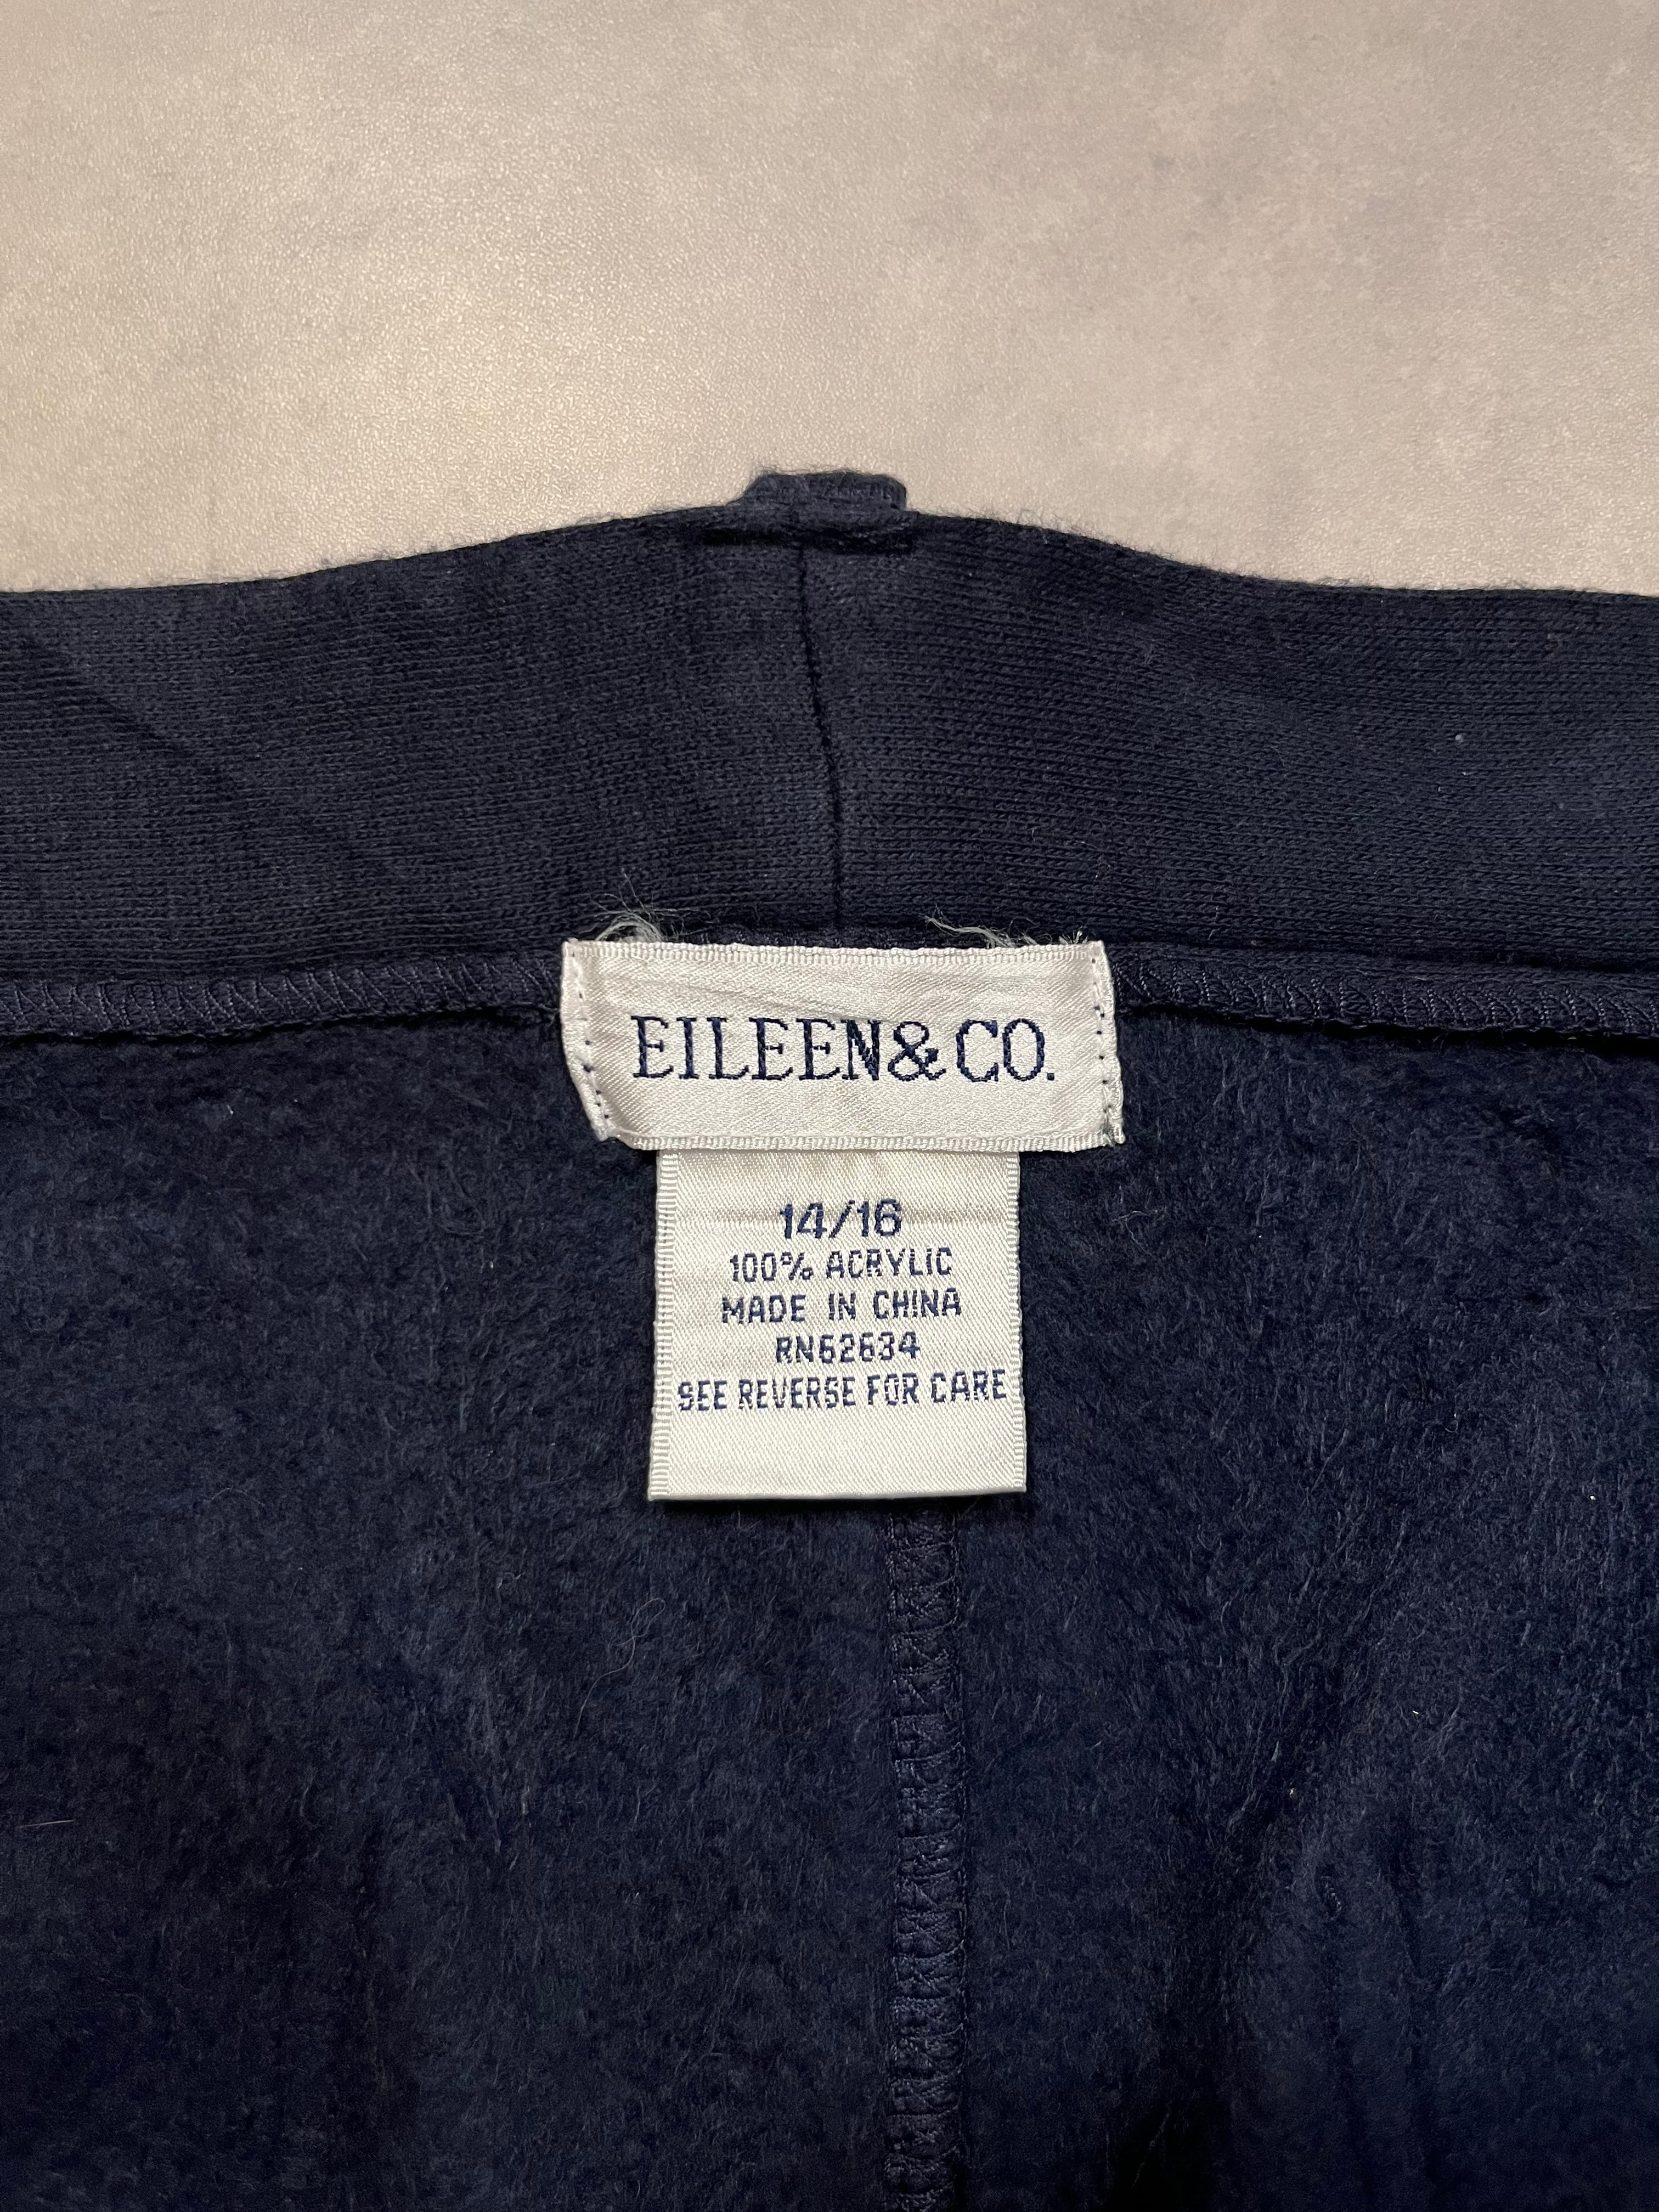 EILEEN&CO.
14/16
100% ACRYLIC
MADE IN CHINA
RN62634
SEE REVERSE FOR CARE